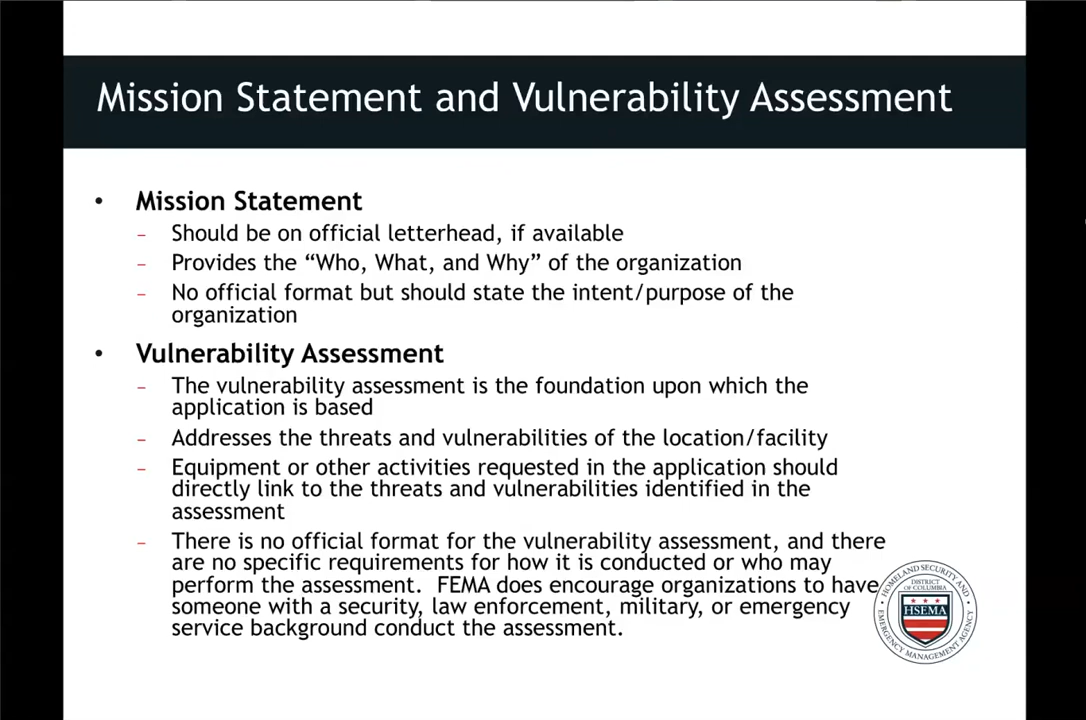 Mission Statement and Vulnerability Assessment
• Mission Statement
– Should be on official letterhead, if available
– Provides the “Who, What, and Why” of the organization
– No official format but should state the intent/purpose of the
organization
• Vulnerability Assessment
– The vulnerability assessment is the foundation upon which the
application is based
– Addresses the threats and vulnerabilities of the location/facility
– Equipment or other activities requested in the application should
directly link to the threats and vulnerabilities identified in the
assessment
– There is no official format for the vulnerability assessment, and there
are no specific requirements for how it is conducted or who may
perform the assessment.  FEMA does encourage organizations to have
someone with a security, law enforcement, military, or emergency
service background conduct the assessment.
HOMELAND SECURITY AND
DISTRICT
OF COLUMBIA
HSEMA
EMERGENCY MANAGEMENT AGENCY